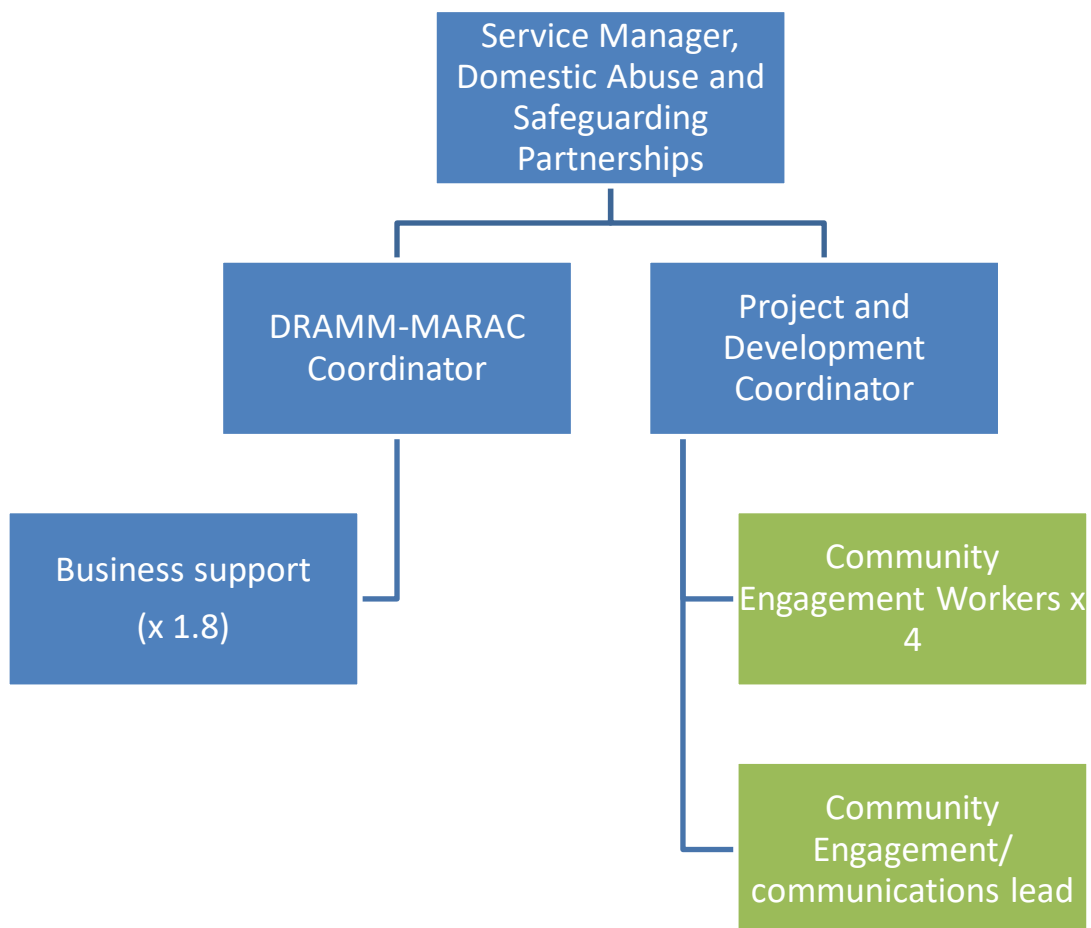 Service Manager,
Domestic Abuse and
Safeguarding
Partnerships
DRAMM-MARAC
Coordinator
Project and
Development
Coordinator
Business support
(x 1.8)
Community
Engagement Workers x
4
Community
Engagement/
communications lead